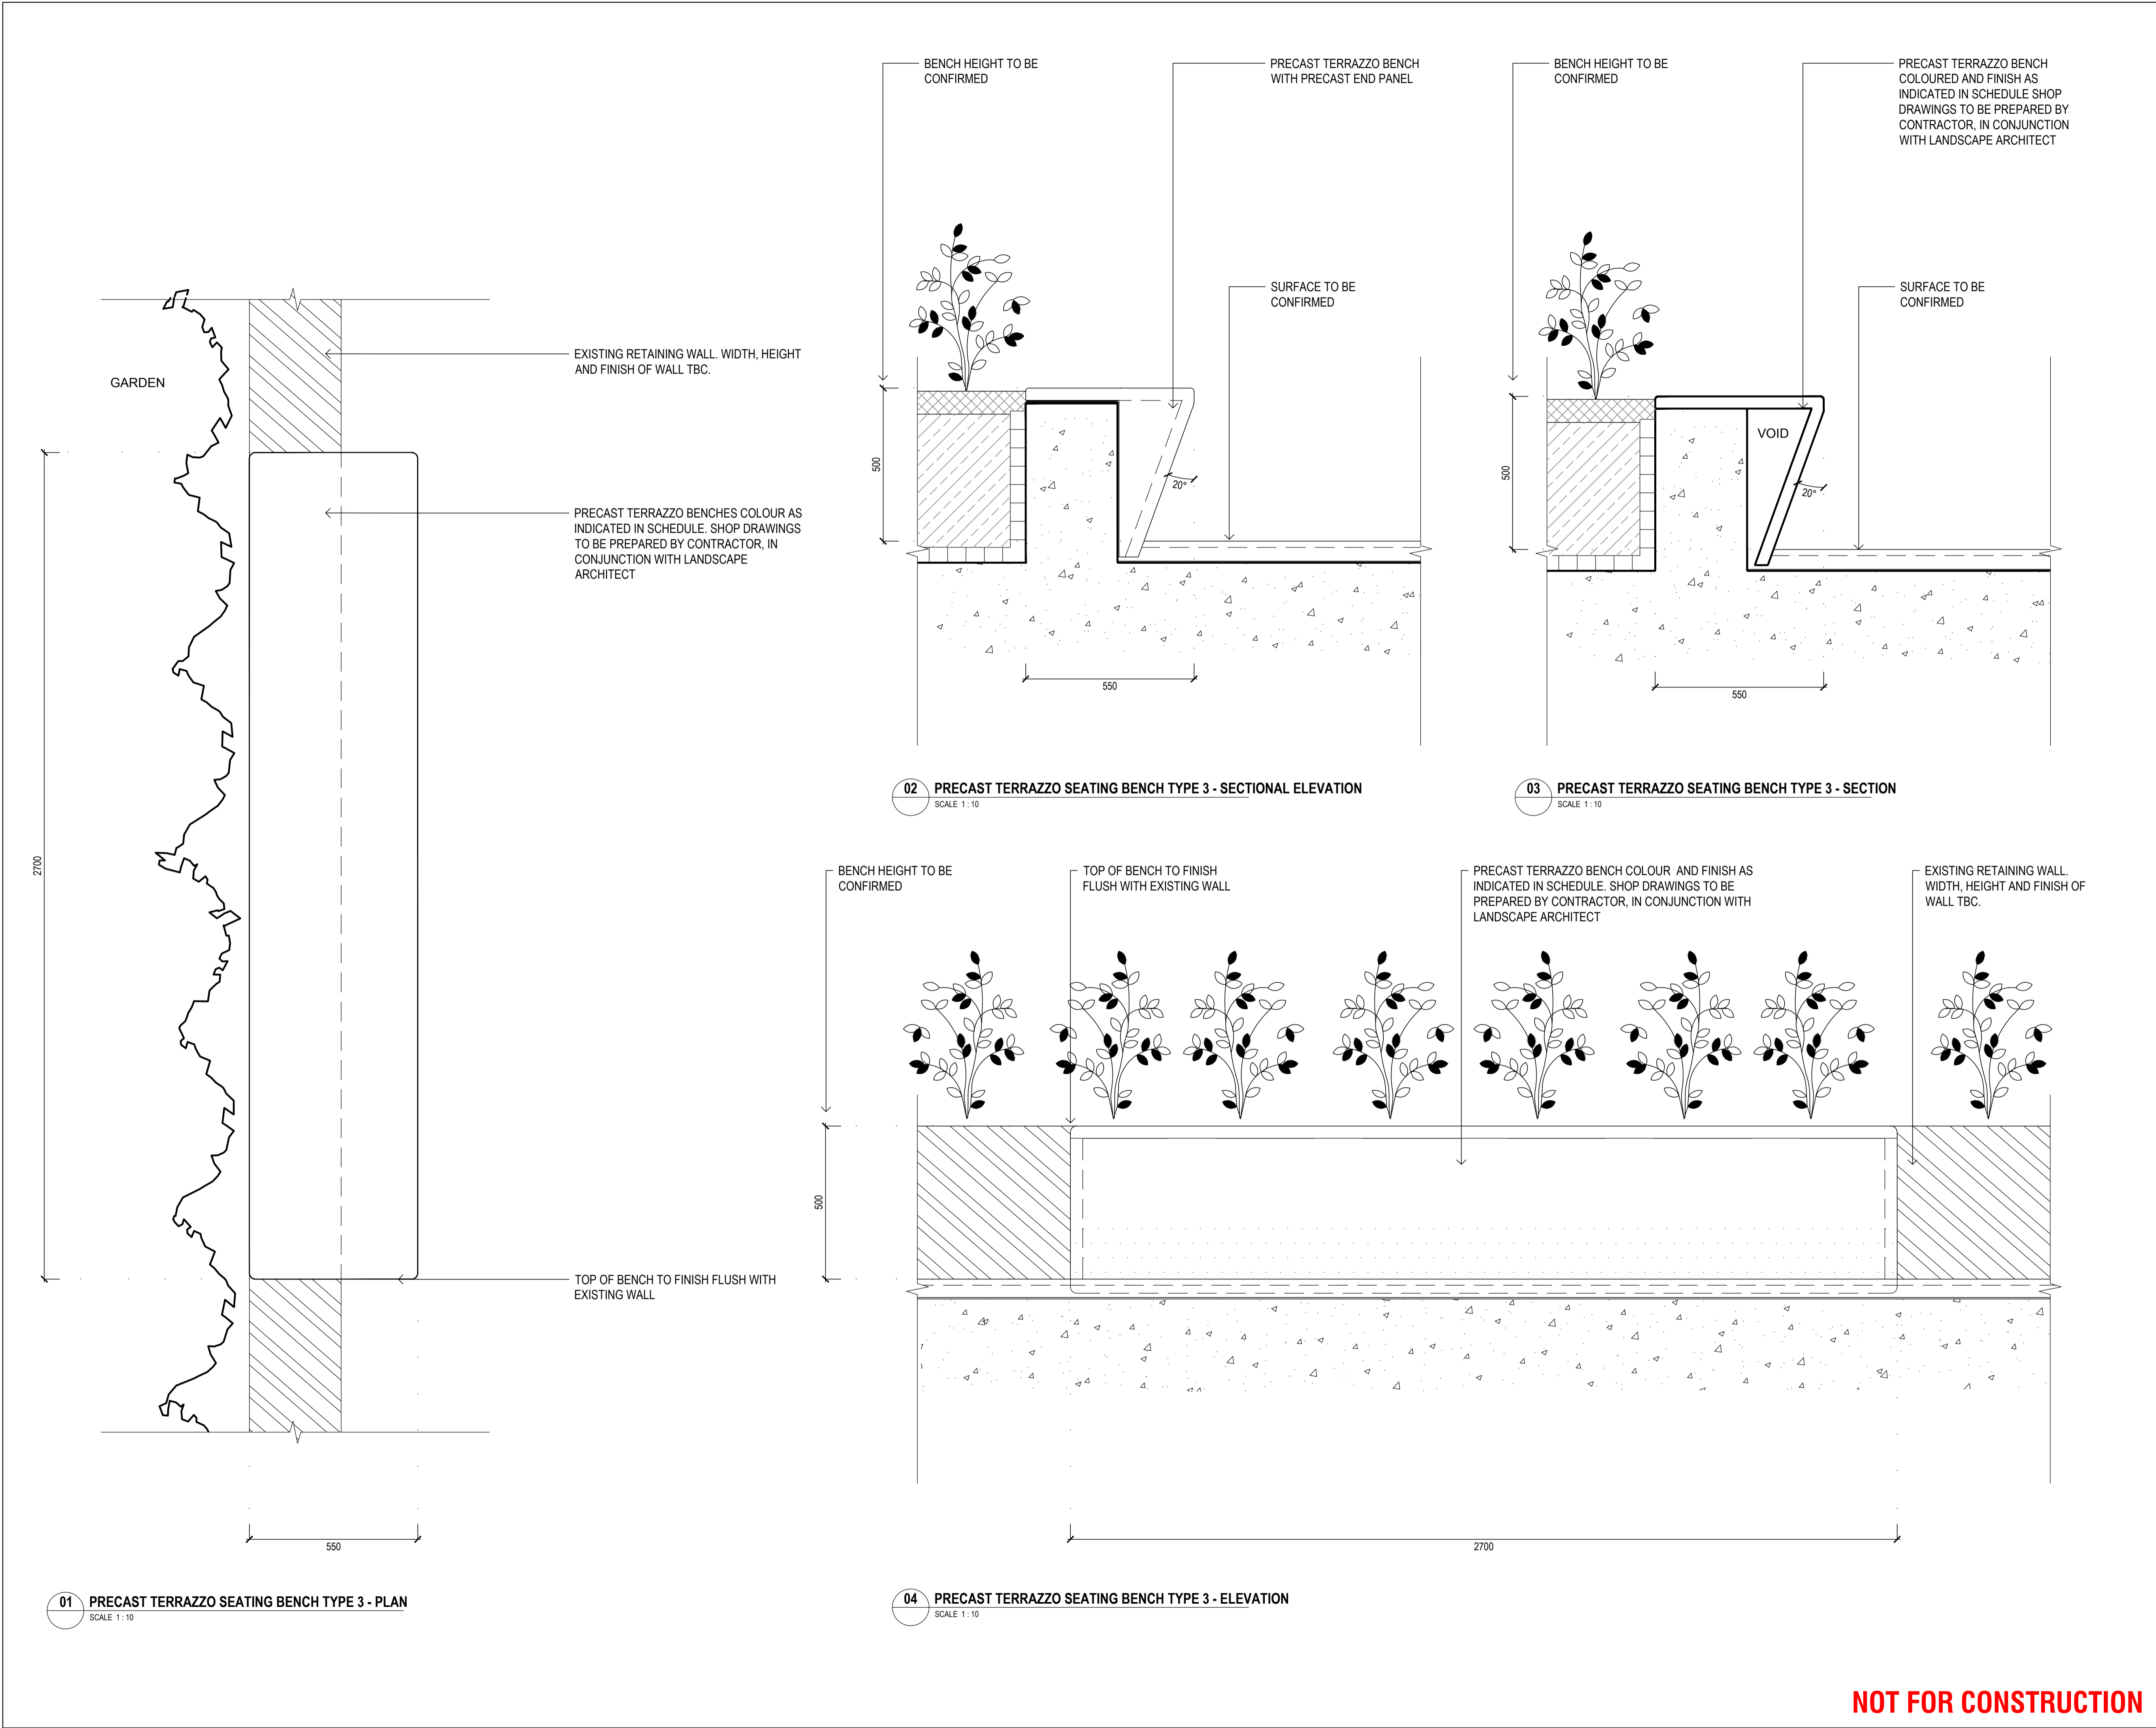 GARDEN
EXISTING RETAINING WALL. WIDTH, HEIGHT
AND FINISH OF WALL TBC.
PRECAST TERRAZZO BENCHES COLOUR AS
INDICATED IN SCHEDULE. SHOP DRAWINGS
TO BE PREPARED BY CONTRACTOR, IN
CONJUNCTION WITH LANDSCAPE
ARCHITECT
2700
TOP OF BENCH TO FINISH FLUSH WITH
EXISTING WALL
550
01
PRECAST TERRAZZO SEATING BENCH TYPE 3 - PLAN
SCALE 1 : 10
BENCH HEIGHT TO BE
CONFIRMED
PRECAST TERRAZZO BENCH
WITH PRECAST END PANEL
SURFACE TO BE
CONFIRMED
500
20°
550
02
PRECAST TERRAZZO SEATING BENCH TYPE 3 - SECTIONAL ELEVATION
SCALE 1 : 10
BENCH HEIGHT TO BE
CONFIRMED
PRECAST TERRAZZO BENCH
COLOURED AND FINISH AS
INDICATED IN SCHEDULE SHOP
DRAWINGS TO BE PREPARED BY
CONTRACTOR, IN CONJUNCTION
WITH LANDSCAPE ARCHITECT
SURFACE TO BE
CONFIRMED
VOID
500
20°
550
03
PRECAST TERRAZZO SEATING BENCH TYPE 3 - SECTION
SCALE 1 : 10
BENCH HEIGHT TO BE
CONFIRMED
TOP OF BENCH TO FINISH
FLUSH WITH EXISTING WALL
PRECAST TERRAZZO BENCH COLOUR AND FINISH AS
INDICATED IN SCHEDULE. SHOP DRAWINGS TO BE
PREPARED BY CONTRACTOR, IN CONJUNCTION WITH
LANDSCAPE ARCHITECT
EXISTING RETAINING WALL.
WIDTH, HEIGHT AND FINISH OF
WALL TBC.
500
2700
04
PRECAST TERRAZZO SEATING BENCH TYPE 3 - ELEVATION
SCALE 1 : 10
NOT FOR CONSTRUCTION